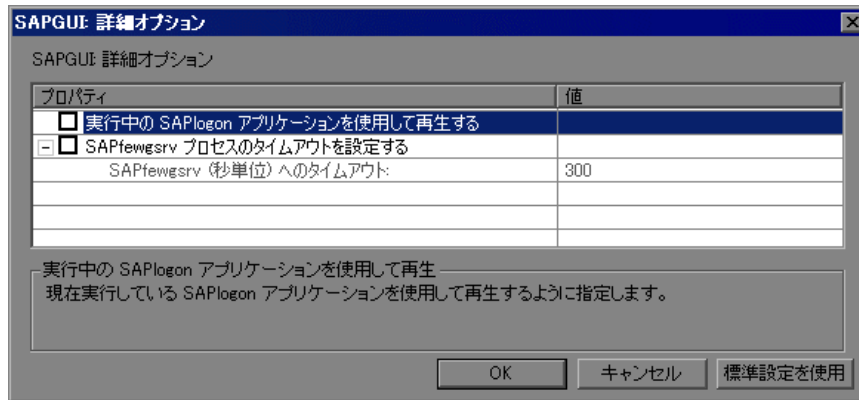 SAPGUI: 詳細オプション
SAPGUI: 詳細オプション
プロパティ 値
実行中の SAPlogon アプリケーションを使用して再生する
SAPfewgsrv プロセスのタイムアウトを設定する
SAPfewgsrv (秒単位) へのタイムアウト: 300
実行中の SAPlogon アプリケーションを使用して再生
現在実行している SAPlogon アプリケーションを使用して再生するように指定します。
OK キャンセル 標準設定を使用